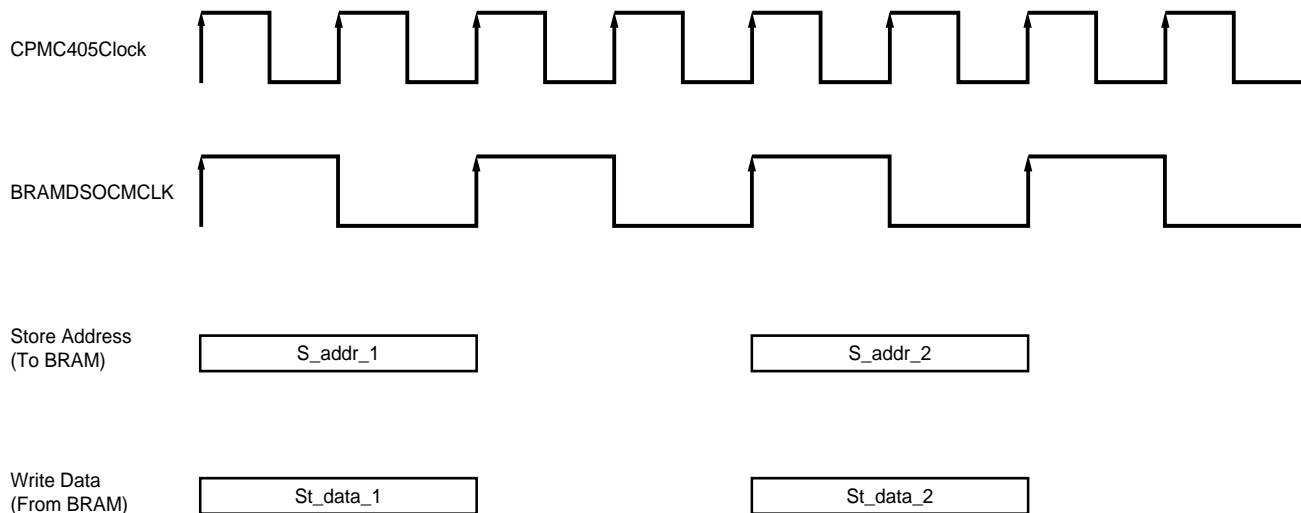 CPMC405Clock
BRAMDSOCMCLK
Store Address
(To BRAM)
S_addr_1
S_addr_2
Write Data
(From BRAM)
St_data_1
St_data_2